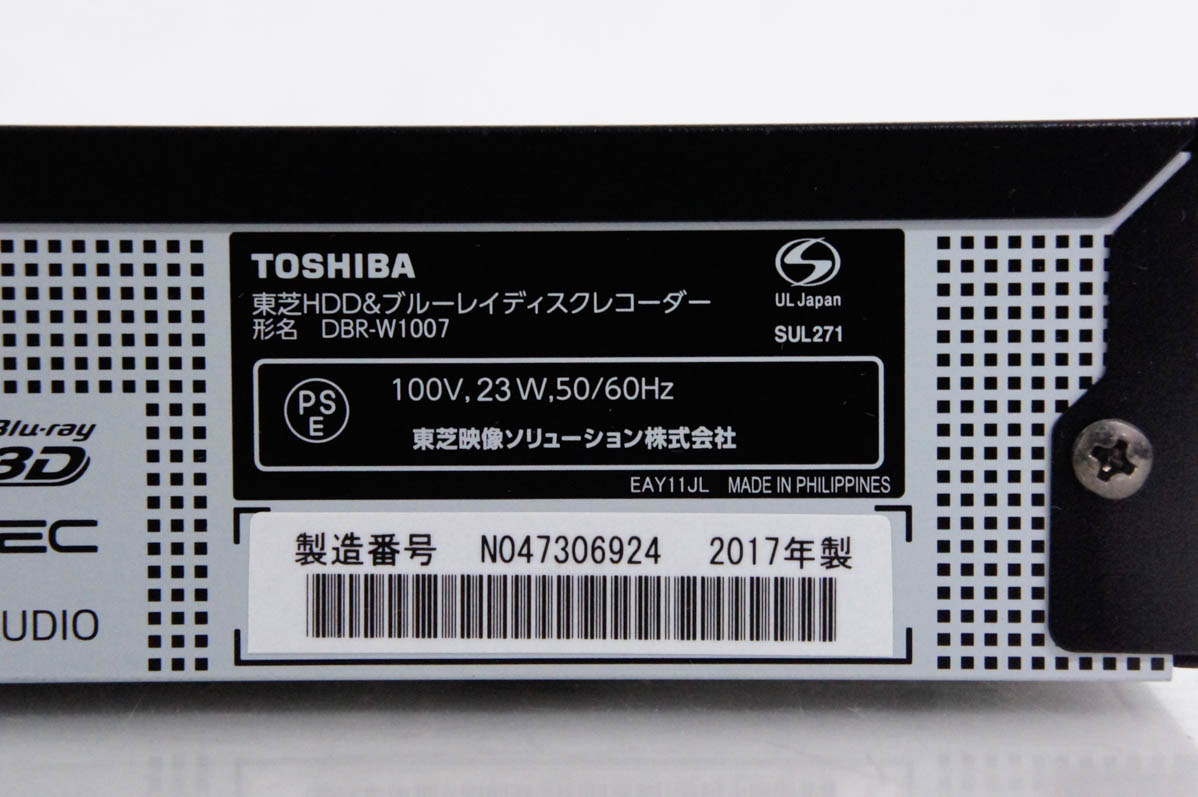 TOSHIBA
東芝HDD&ブルーレイディスクレコーダー
形名 DBR-W1007
UL Japan
SUL271
PS
E
100V, 23W, 50/60Hz
東芝映像ソリューション株式会社
EAY11JL MADE IN PHILIPPINES
製造番号 N047306924 2017年製
Blu-ray
3D
EC
UDIO